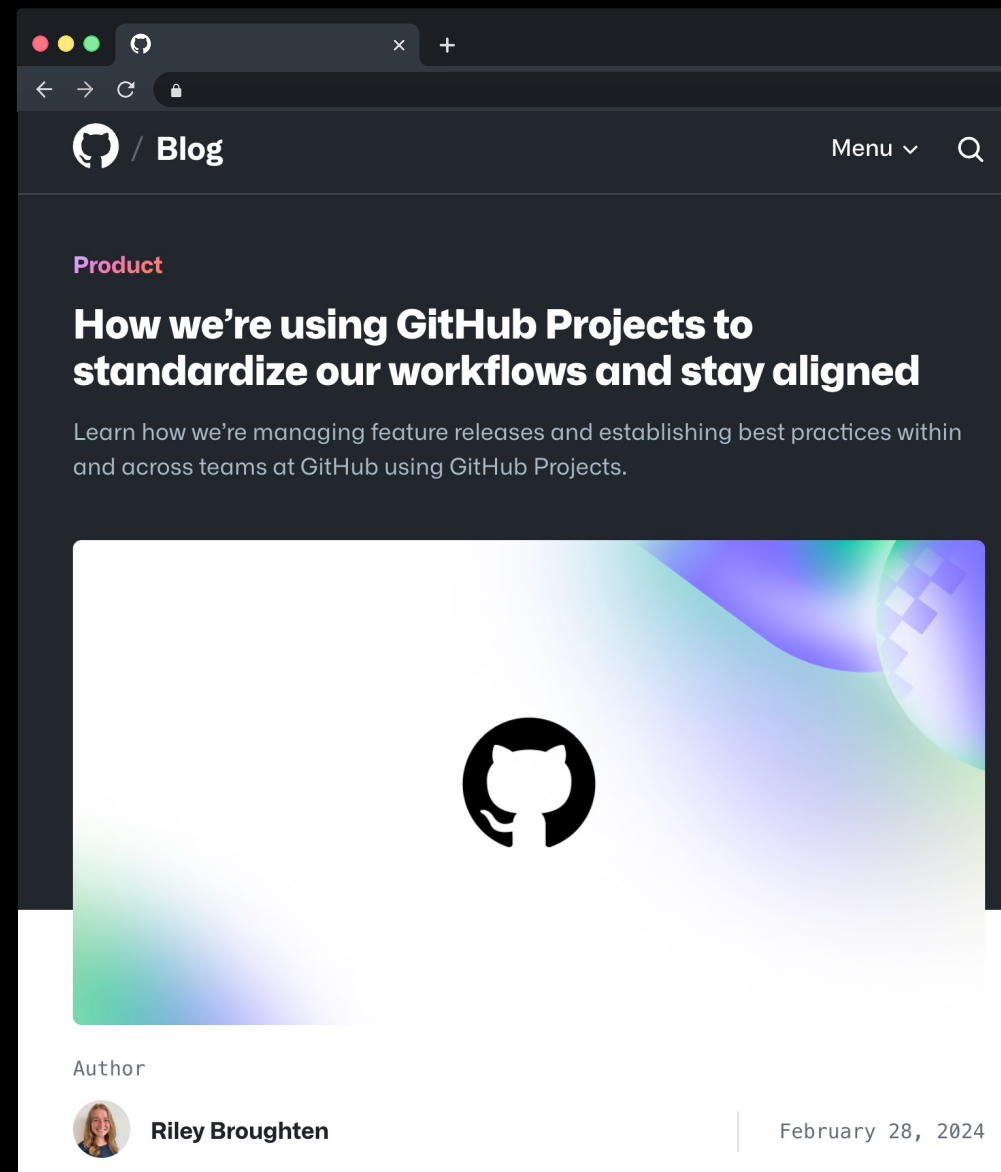 / Blog
Menu
Product
How we’re using GitHub Projects to
standardize our workflows and stay aligned
Learn how we’re managing feature releases and establishing best practices within
and across teams at GitHub using GitHub Projects.
Author
Riley Broughten
February 28, 2024